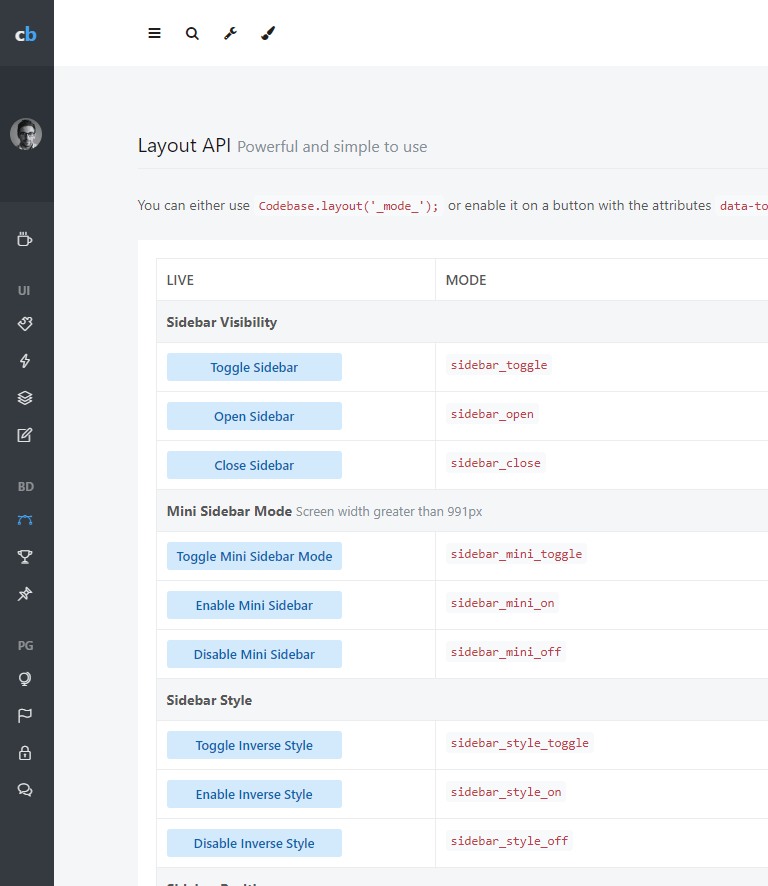 cb
Layout API Powerful and simple to use
You can either use Codebase.layout('_mode_'); or enable it on a button with the attributes data-to
LIVE MODE
Sidebar Visibility
Toggle Sidebar sidebar_toggle
UI
Open Sidebar sidebar_open
Close Sidebar sidebar_close
BD
Mini Sidebar Mode Screen width greater than 991px
Toggle Mini Sidebar Mode sidebar_mini_toggle
Enable Mini Sidebar sidebar_mini_on
PG
Disable Mini Sidebar sidebar_mini_off
Sidebar Style
Toggle Inverse Style sidebar_style_toggle
Enable Inverse Style sidebar_style_on
Disable Inverse Style sidebar_style_off